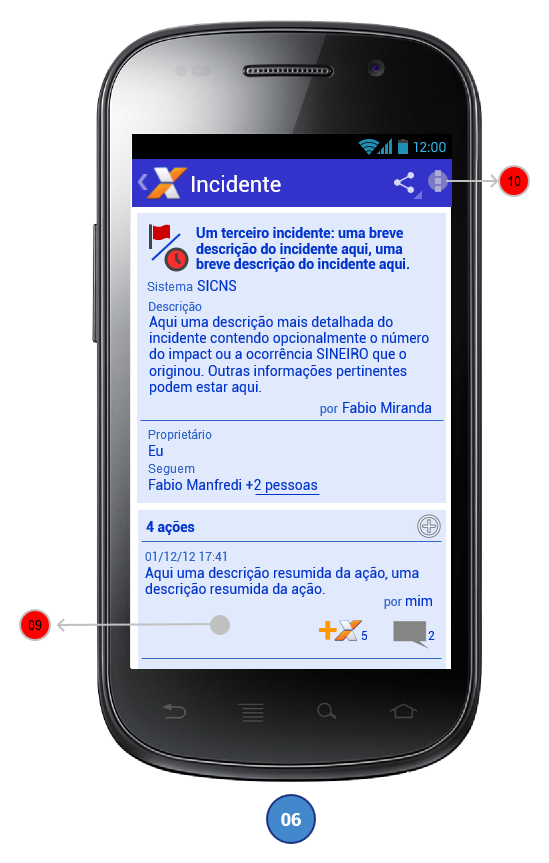 12:00
Incidente
10
Um terceiro incidente: uma breve
descrição do incidente aqui, uma
breve descrição do incidente aqui.
Sistema SICNS
Descrição
Aqui uma descrição mais detalhada do
incidente contendo opcionalmente o número
do impact ou a ocorrência SINEIRO que o
originou. Outras informações pertinentes
podem estar aqui.
por Fabio Miranda
Proprietário
Eu
Seguem
Fabio Manfredi +2 pessoas
4 ações
01/12/12 17:41
Aqui uma descrição resumida da ação, uma
descrição resumida da ação.
por mim
09
5
2
06